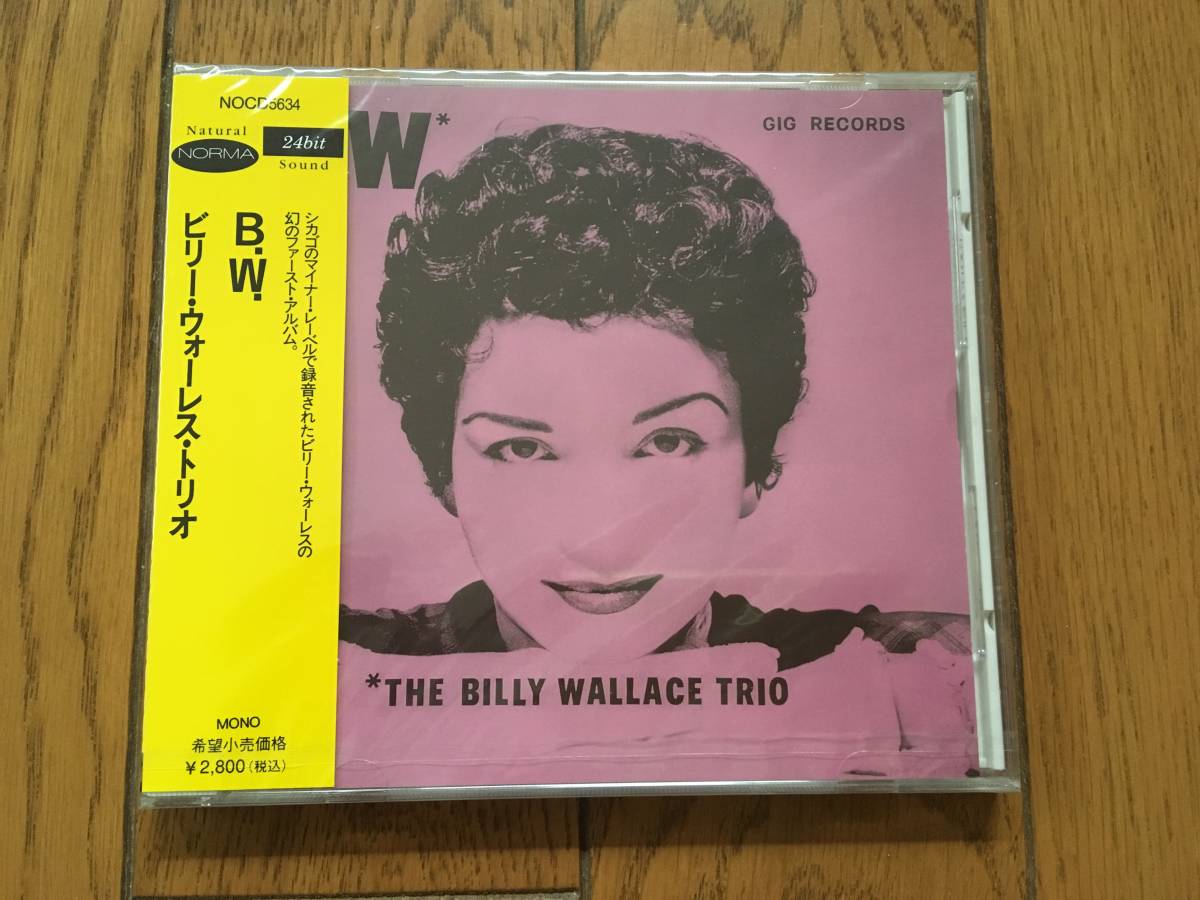 NOCD5634
Natural
NORMA
24bit
Sound
シカゴのマイナー・レーベルで録音されたビリー・ウォーレスの
幻のファースト・アルバム。
B.W.
ビリー・ウォーレス・トリオ
MONO
希望小売価格
¥2,800(税込)
W*
GIG RECORDS
*THE BILLY WALLACE TRIO